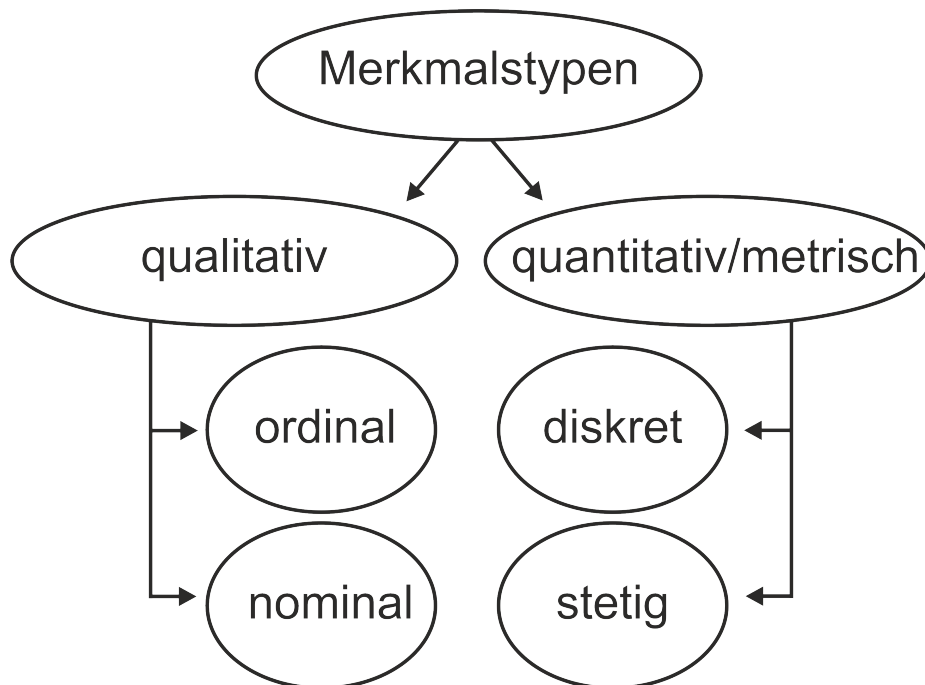 Merkmalstypen
qualitativ
quantitativ/metrisch
ordinal
diskret
nominal
stetig